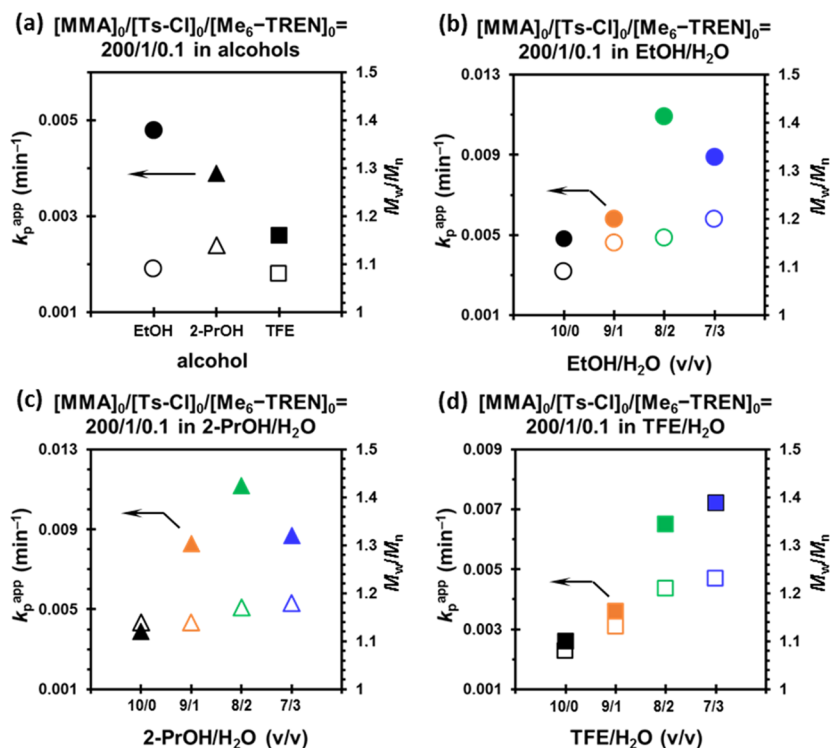 (a) [MMA]₀/[Ts-Cl]₀/[Me₆−TREN]₀=
200/1/0.1 in alcohols
0.005
0.003
0.001
kₚᵃᵖᵖ (min⁻¹)
1.5
1.4
1.3
1.2
1.1
1
Mw/Mn
EtOH 2-PrOH TFE
alcohol
(b) [MMA]₀/[Ts-Cl]₀/[Me₆−TREN]₀=
200/1/0.1 in EtOH/H₂O
0.013
0.009
0.005
0.001
kₚᵃᵖᵖ (min⁻¹)
1.5
1.4
1.3
1.2
1.1
1
Mw/Mn
10/0 9/1 8/2 7/3
EtOH/H₂O (v/v)
(c) [MMA]₀/[Ts-Cl]₀/[Me₆−TREN]₀=
200/1/0.1 in 2-PrOH/H₂O
0.013
0.009
0.005
0.001
kₚᵃᵖᵖ (min⁻¹)
1.5
1.4
1.3
1.2
1.1
1
Mw/Mn
10/0 9/1 8/2 7/3
2-PrOH/H₂O (v/v)
(d) [MMA]₀/[Ts-Cl]₀/[Me₆−TREN]₀=
200/1/0.1 in TFE/H₂O
0.009
0.007
0.005
0.003
0.001
kₚᵃᵖᵖ (min⁻¹)
1.5
1.4
1.3
1.2
1.1
1
Mw/Mn
10/0 9/1 8/2 7/3
TFE/H₂O (v/v)